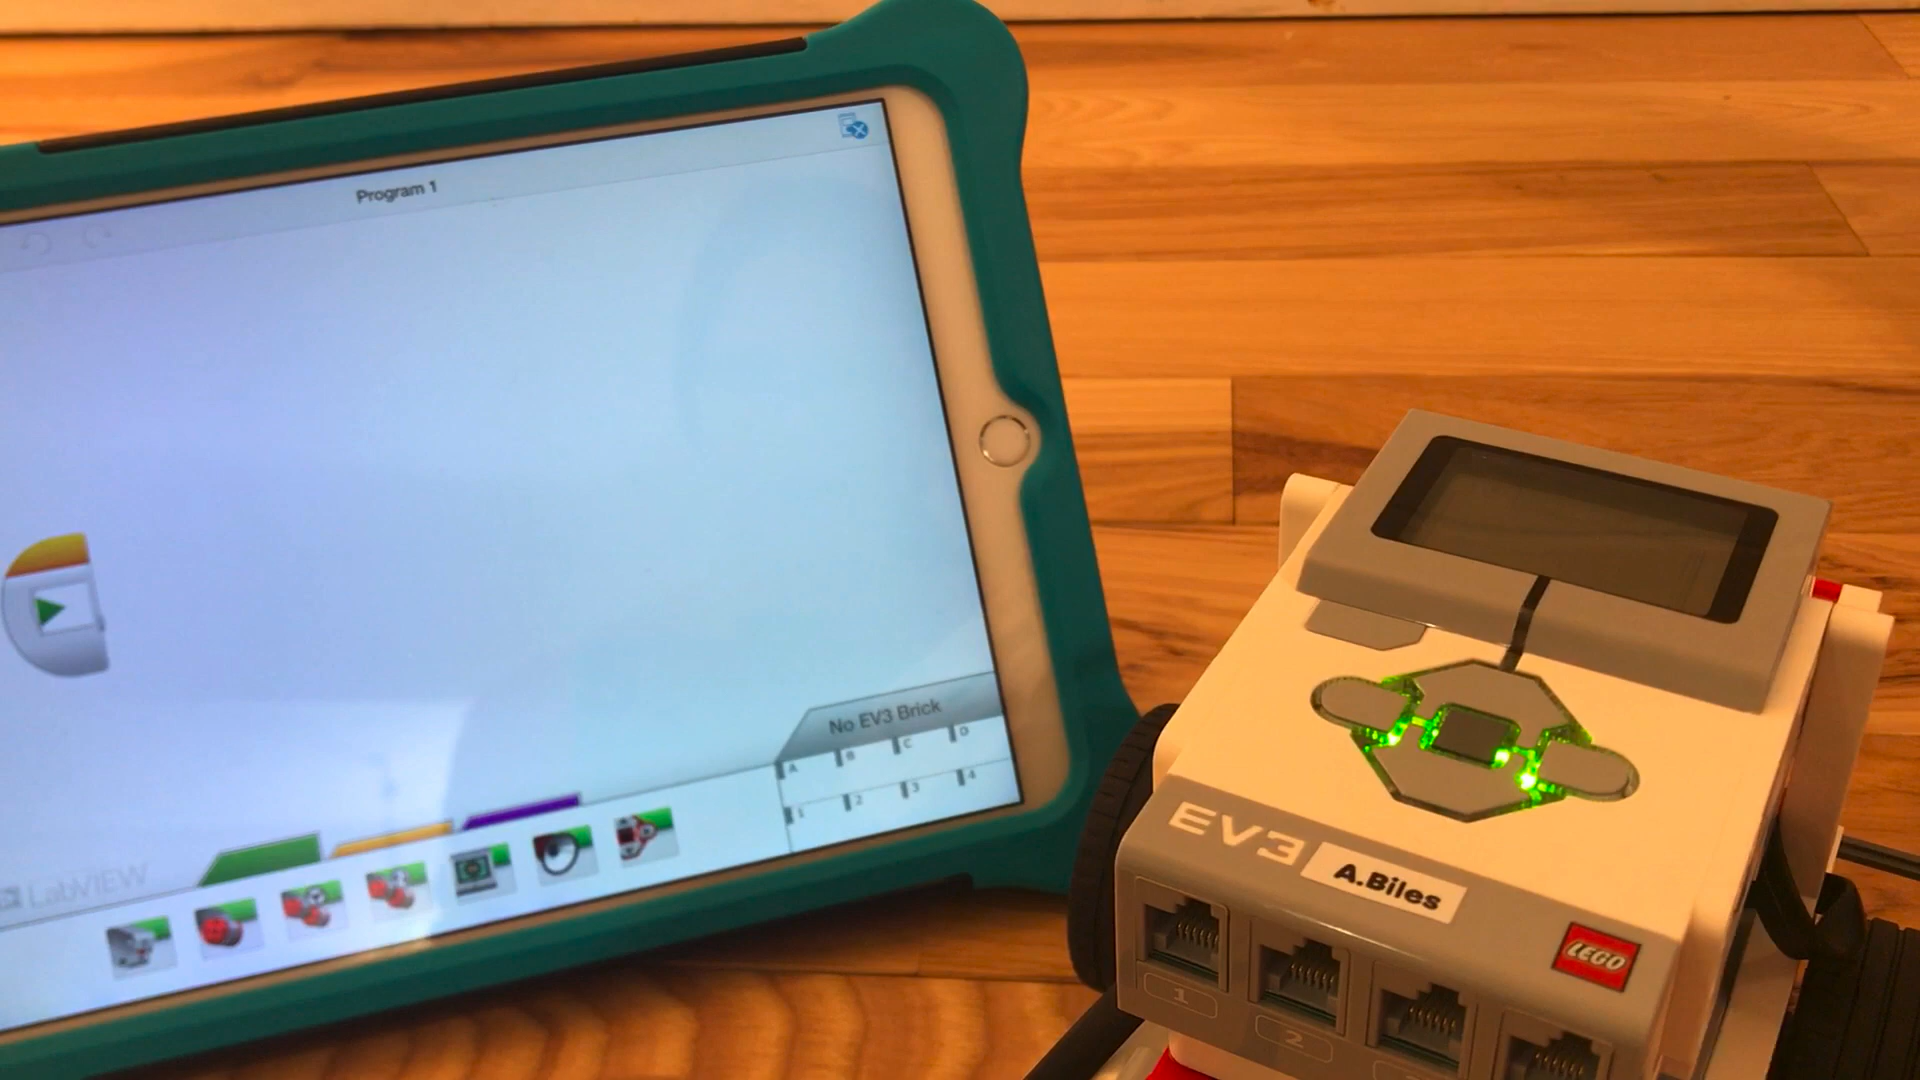 Program 1
No EV3 Brick
A B C D
1 2 3 4
LabVIEW
EV3
A.Biles
LEGO
1
2